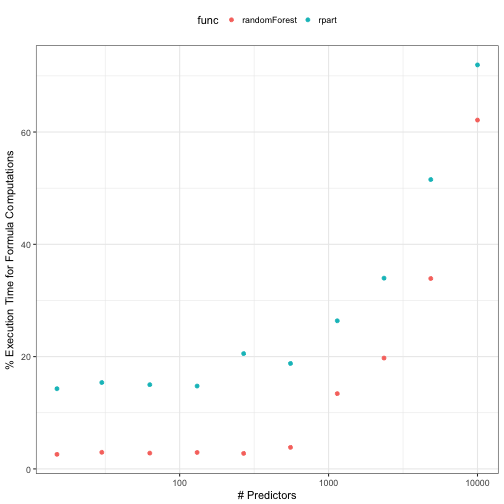 func randomForest rpart
% Execution Time for Formula Computations
60
40
20
0
100 1000 10000
# Predictors